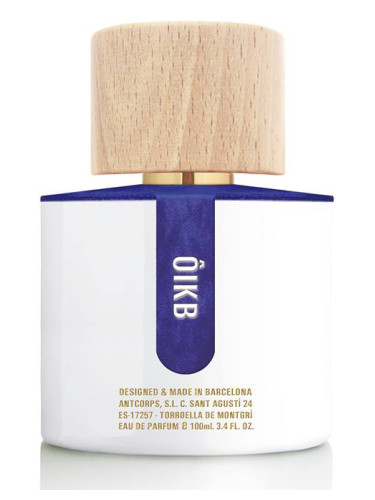 ÔIKB
DESIGNED & MADE IN BARCELONA
ANTCORPS, S.L. C. SANT AGUSTÍ 24
ES-17257 - TORROELLA DE MONTGRÍ
EAU DE PARFUM ℮ 100ml. 3.4 FL. OZ.